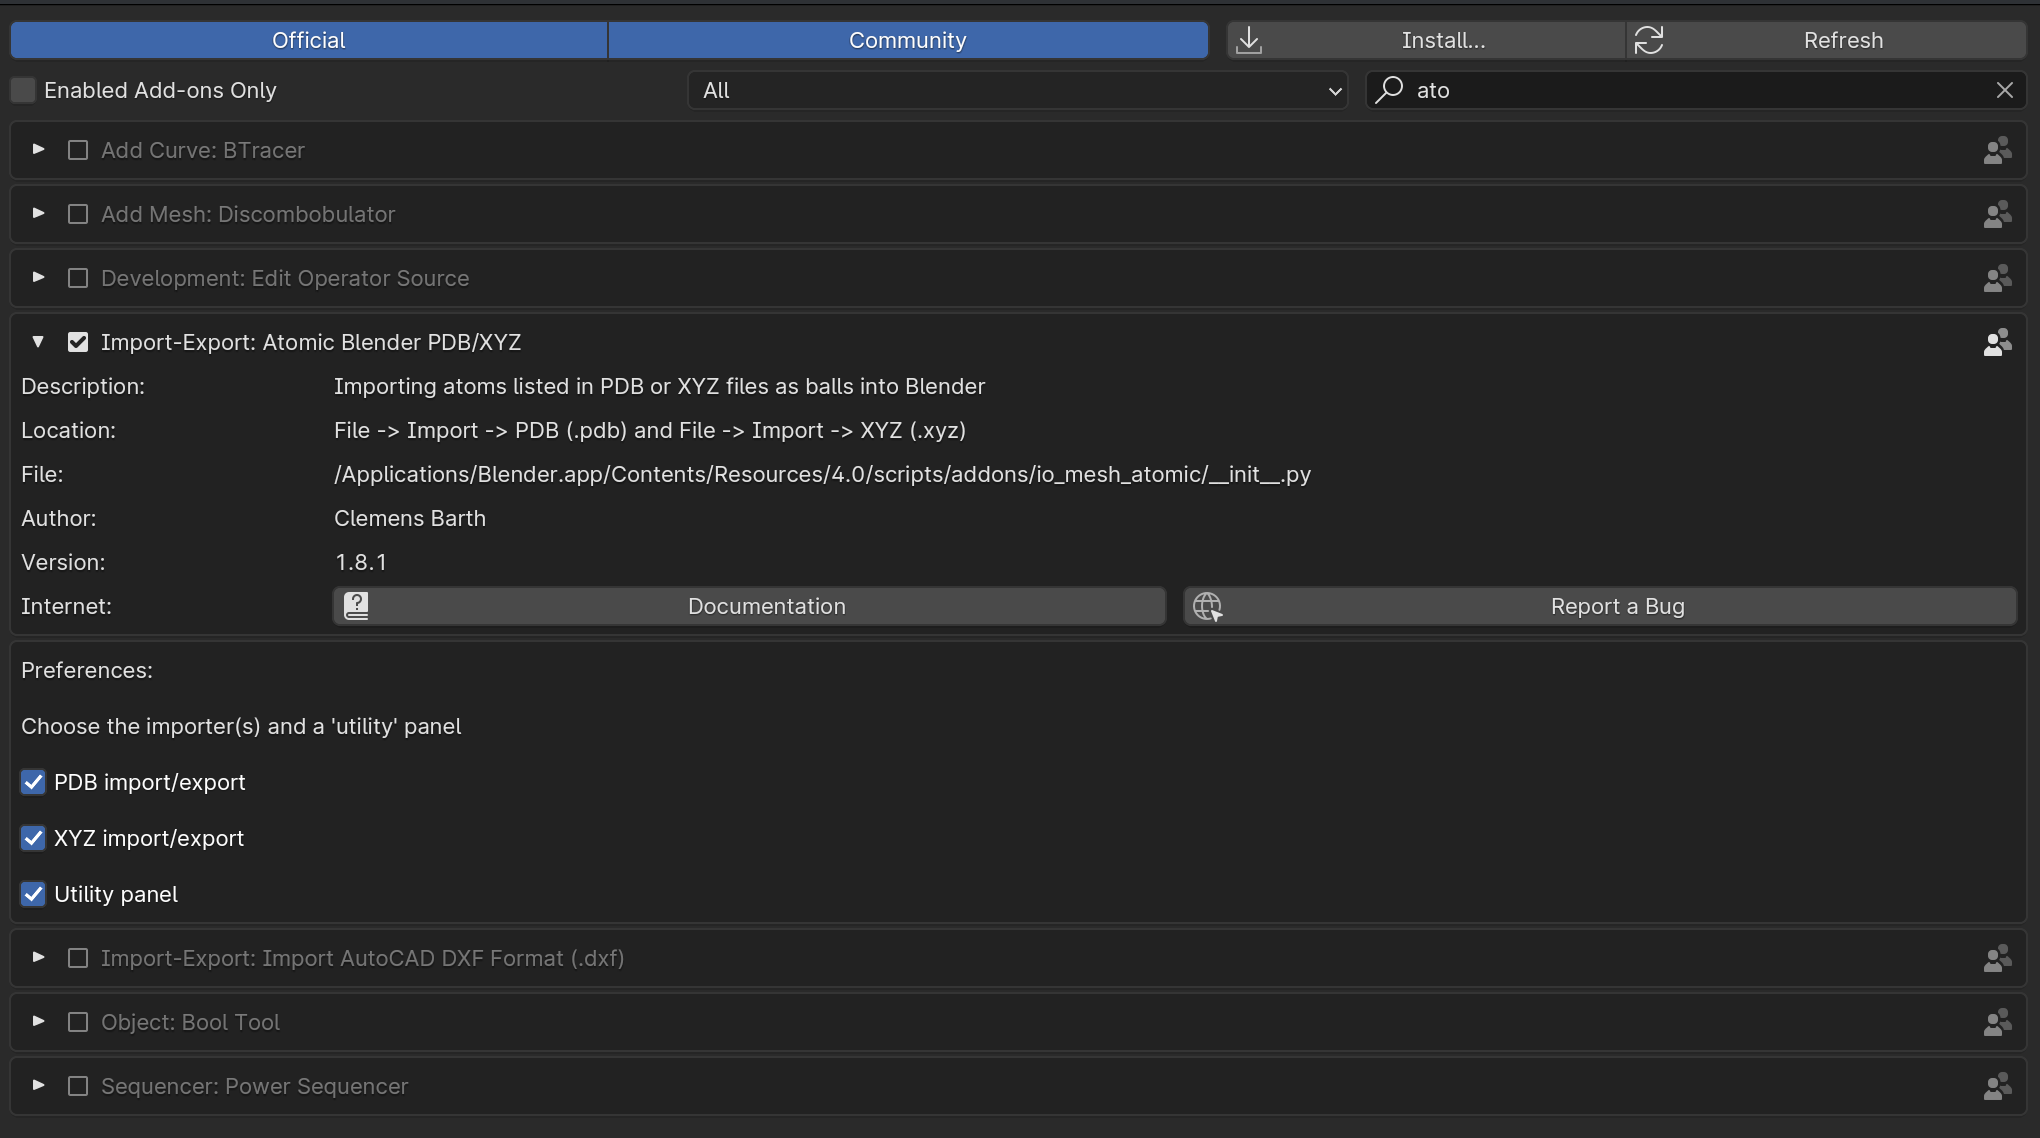 Official Community Install... Refresh
Enabled Add-ons Only All ato
Add Curve: BTracer
Add Mesh: Discombobulator
Development: Edit Operator Source
Import-Export: Atomic Blender PDB/XYZ
Description: Importing atoms listed in PDB or XYZ files as balls into Blender
Location: File -> Import -> PDB (.pdb) and File -> Import -> XYZ (.xyz)
File: /Applications/Blender.app/Contents/Resources/4.0/scripts/addons/io_mesh_atomic/__init__.py
Author: Clemens Barth
Version: 1.8.1
Internet: Documentation Report a Bug
Preferences:
Choose the importer(s) and a 'utility' panel
PDB import/export
XYZ import/export
Utility panel
Import-Export: Import AutoCAD DXF Format (.dxf)
Object: Bool Tool
Sequencer: Power Sequencer